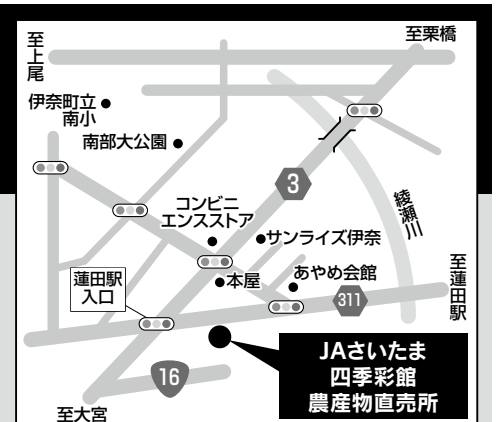 至上尾
至栗橋
伊奈町立
南小
南部大公園
3
コンビニ
エンスストア
綾瀬川
サンライズ伊奈
本屋
あやめ会館
至蓮田駅
蓮田駅
入口
311
16
JAさいたま
四季彩館
農産物直売所
至大宮